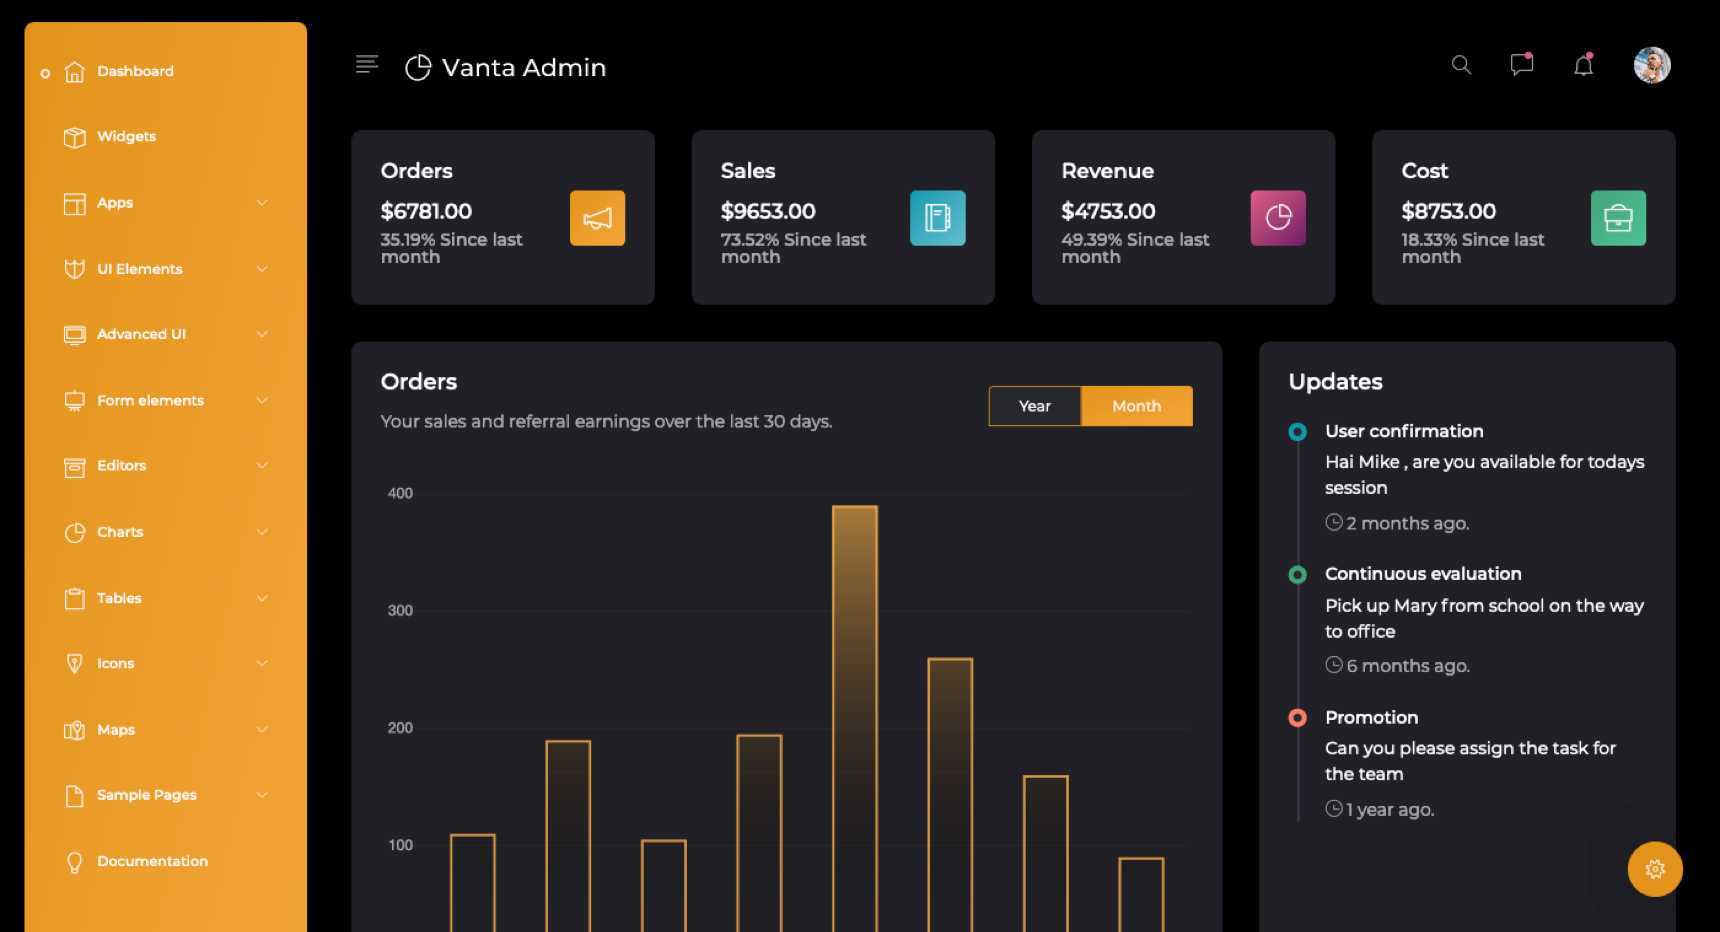 Dashboard
Widgets
Apps
UI Elements
Advanced UI
Form elements
Editors
Charts
Tables
Icons
Maps
Sample Pages
Documentation
Vanta Admin
Orders
$6781.00
35.19% Since last
month
Sales
$9653.00
73.52% Since last
month
Revenue
$4753.00
49.39% Since last
month
Cost
$8753.00
18.33% Since last
month
Orders
Your sales and referral earnings over the last 30 days.
Year
Month
400
300
200
100
Updates
User confirmation
Hai Mike , are you available for todays
session
2 months ago.
Continuous evaluation
Pick up Mary from school on the way
to office
6 months ago.
Promotion
Can you please assign the task for
the team
1 year ago.